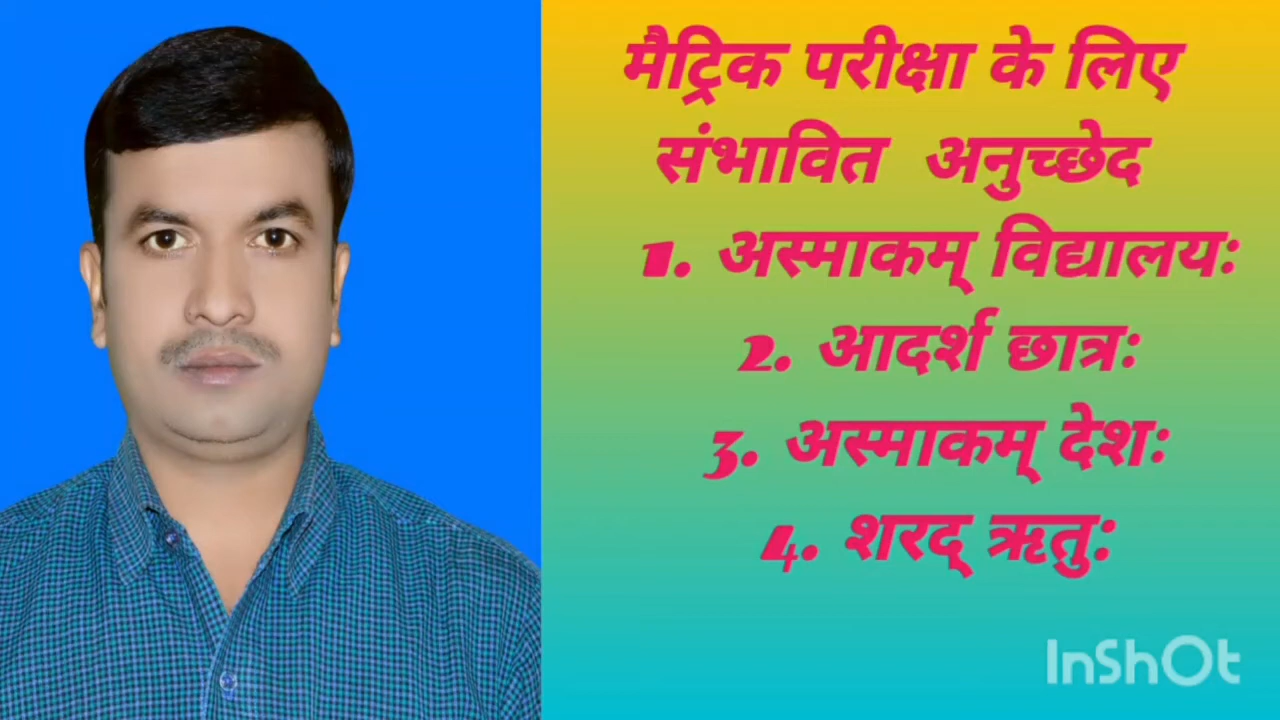 मैट्रिक परीक्षा के लिए
संभावित अनुच्छेद
1. अस्माकम् विद्यालयः
2. आदर्श छात्रः
3. अस्माकम् देशः
4. शरद् ऋतुः
InShOt